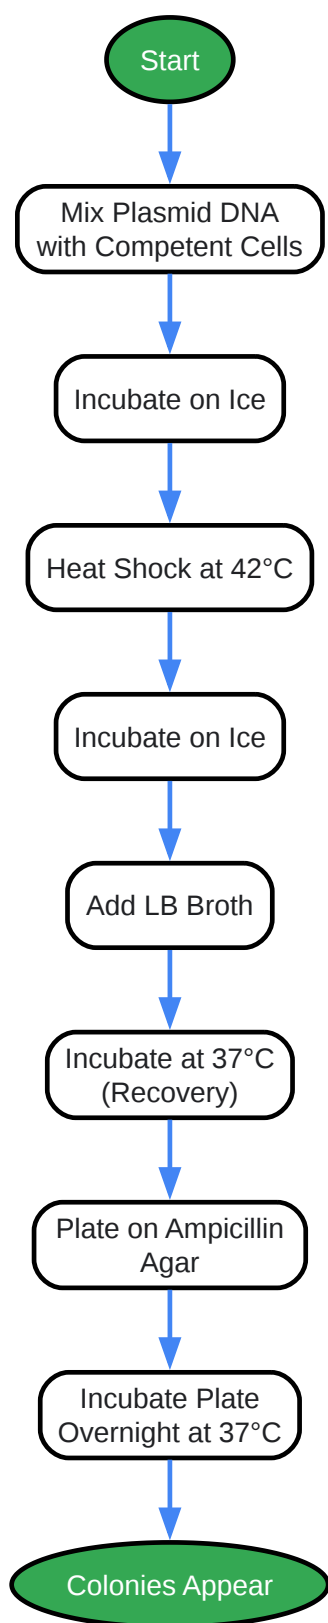 Start
Mix Plasmid DNA
with Competent Cells
Incubate on Ice
Heat Shock at 42°C
Incubate on Ice
Add LB Broth
Incubate at 37°C
(Recovery)
Plate on Ampicillin
Agar
Incubate Plate
Overnight at 37°C
Colonies Appear